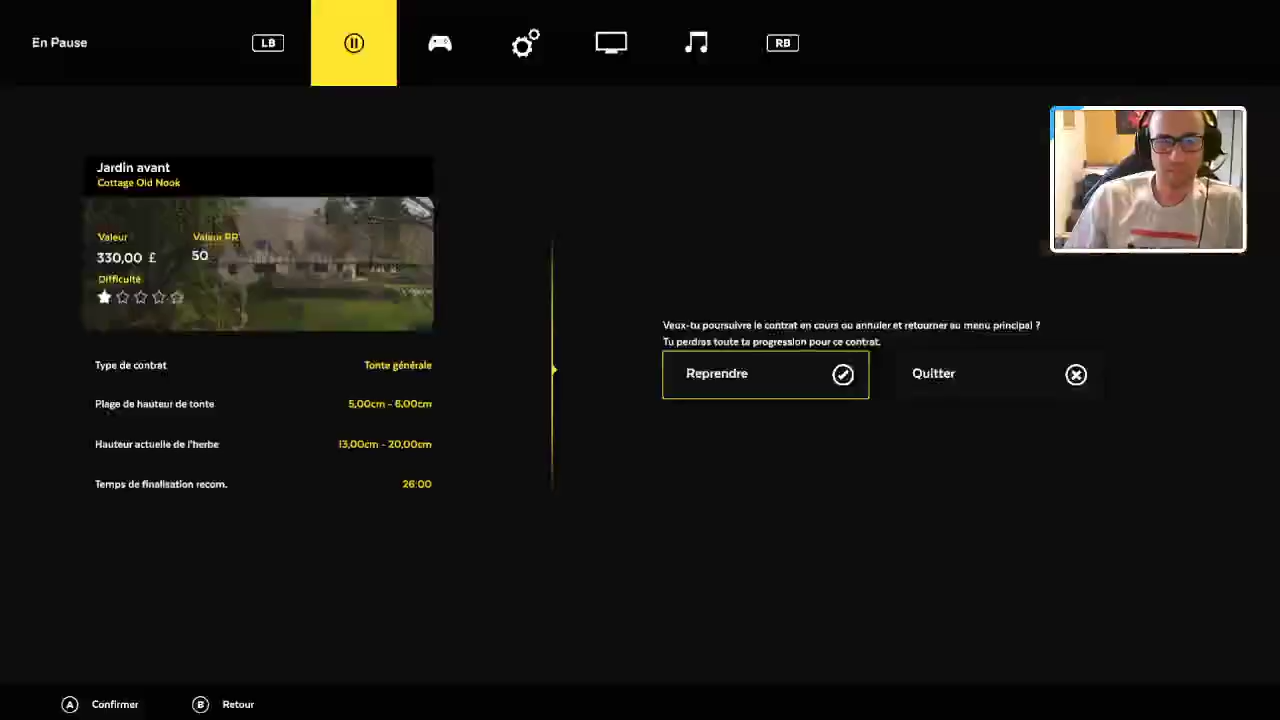 En Pause
LB
RB
Jardin avant
Cottage Old Nook
Valeur
Valeur PR
330,00 £
50
Difficulté
Type de contrat
Tonte générale
Plage de hauteur de tonte
5,00cm - 6,00cm
Hauteur actuelle de l'herbe
13,00cm - 20,00cm
Temps de finalisation recom.
26:00
Veux-tu poursuivre le contrat en cours ou annuler et retourner au menu principal ?
Tu perdras toute ta progression pour ce contrat.
Reprendre
Quitter
A Confirmer
B Retour